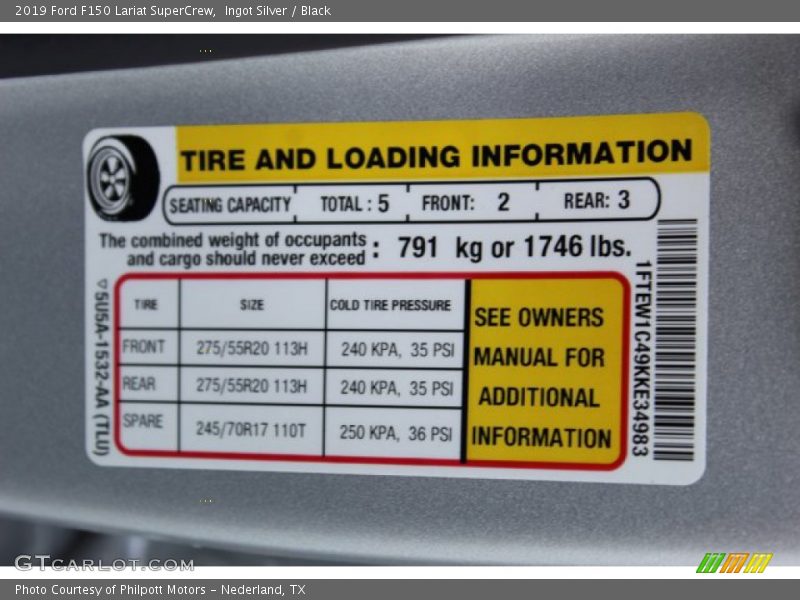 2019 Ford F150 Lariat SuperCrew,  Ingot Silver / Black
TIRE AND LOADING INFORMATION
SEATING CAPACITY TOTAL : 5 FRONT: 2 REAR: 3
The combined weight of occupants
and cargo should never exceed : 791 kg or 1746 lbs.
TIRE SIZE COLD TIRE PRESSURE
FRONT 275/55R20 113H 240 KPA, 35 PSI
REAR 275/55R20 113H 240 KPA, 35 PSI
SPARE 245/70R17 110T 250 KPA, 36 PSI
SEE OWNERS
MANUAL FOR
ADDITIONAL
INFORMATION
5U5A-1532-AA (TLU)
1FTEW1C49KKE34983
GTCARLOT.COM
Photo Courtesy of Philpott Motors - Nederland, TX